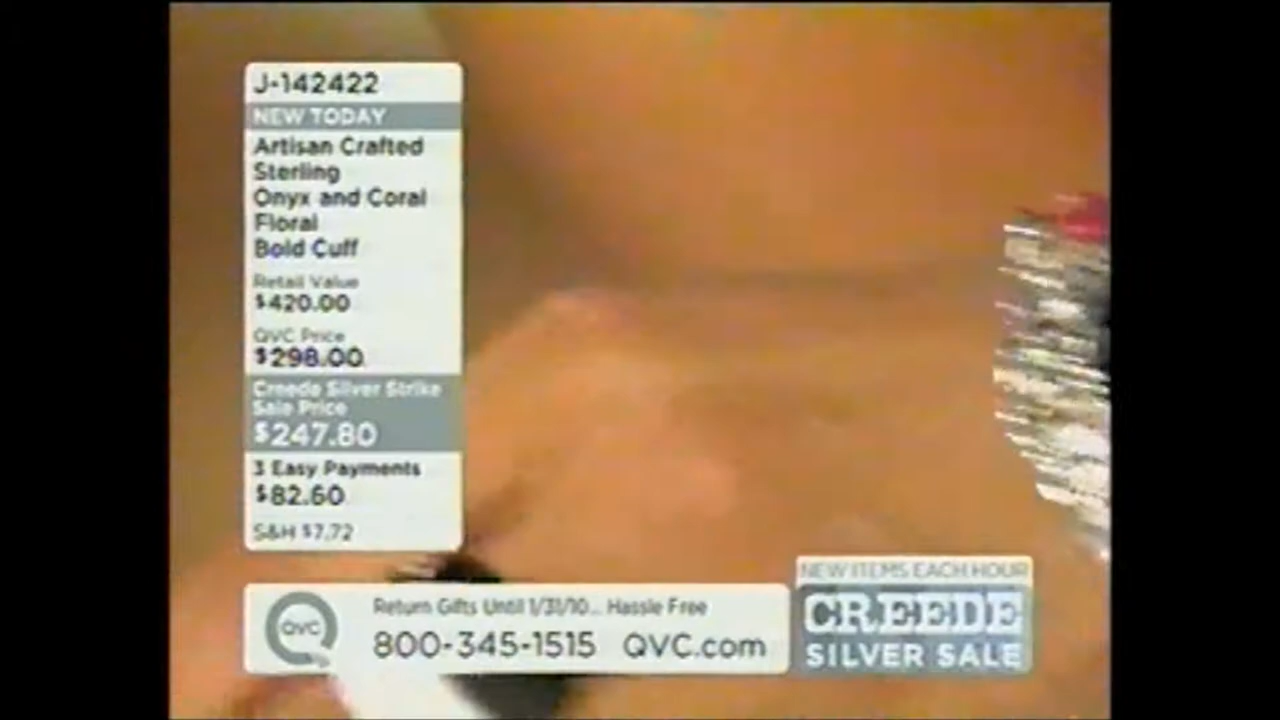 J-142422
NEW TODAY
Artisan Crafted
Sterling
Onyx and Coral
Floral
Bold Cuff
Retail Value
$420.00
QVC Price
$298.00
Creede Silver Strike
Sale Price
$247.80
3 Easy Payments
$82.60
S&H $7.72
QVC
Return Gifts Until 1/31/10... Hassle Free
800-345-1515 QVC.com
NEW ITEMS EACH HOUR
CREEDE
SILVER SALE